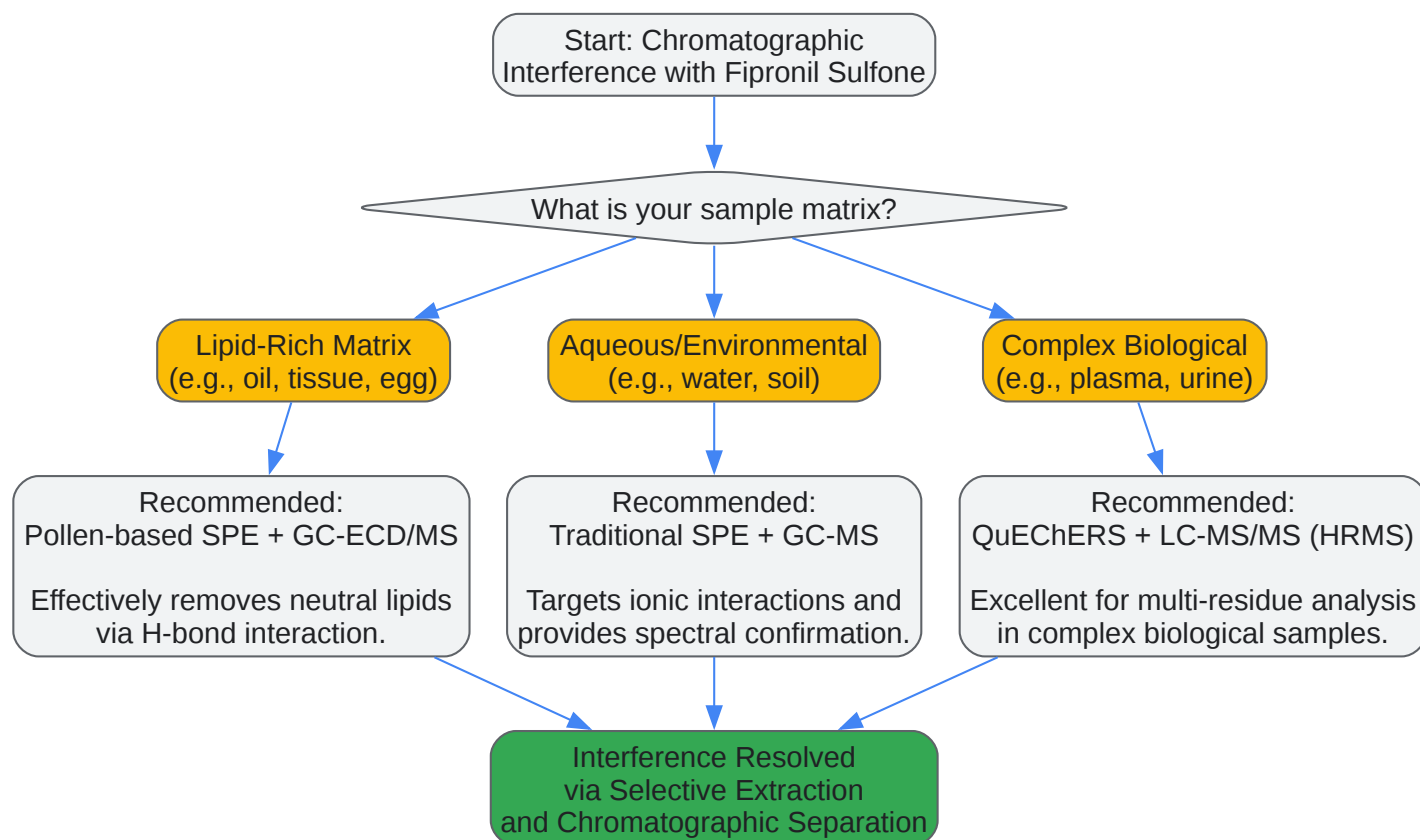 Start: Chromatographic
Interference with Fipronil Sulfone
What is your sample matrix?
Lipid-Rich Matrix
(e.g., oil, tissue, egg)
Aqueous/Environmental
(e.g., water, soil)
Complex Biological
(e.g., plasma, urine)
Recommended:
Pollen-based SPE + GC-ECD/MS
Effectively removes neutral lipids
via H-bond interaction.
Recommended:
Traditional SPE + GC-MS
Targets ionic interactions and
provides spectral confirmation.
Recommended:
QuEChERS + LC-MS/MS (HRMS)
Excellent for multi-residue analysis
in complex biological samples.
Interference Resolved
via Selective Extraction
and Chromatographic Separation